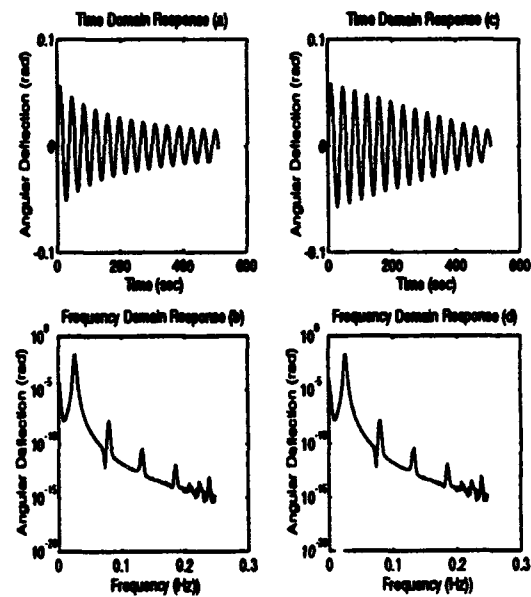 Time Domain Response (a)
Time Domain Response (c)
0.1
0
-0.1
Angular Deflection (rad)
0 200 400 600
Time (sec)
0.1
0
-0.1
Angular Deflection (rad)
0 200 400 600
Time (sec)
Frequency Domain Response (b)
Frequency Domain Response (d)
10^0
10^-5
10^-10
10^-15
10^-20
Angular Deflection (rad)
0 0.1 0.2 0.3
Frequency (Hz))
10^0
10^-5
10^-10
10^-15
10^-20
Angular Deflection (rad)
0 0.1 0.2 0.3
Frequency (Hz))